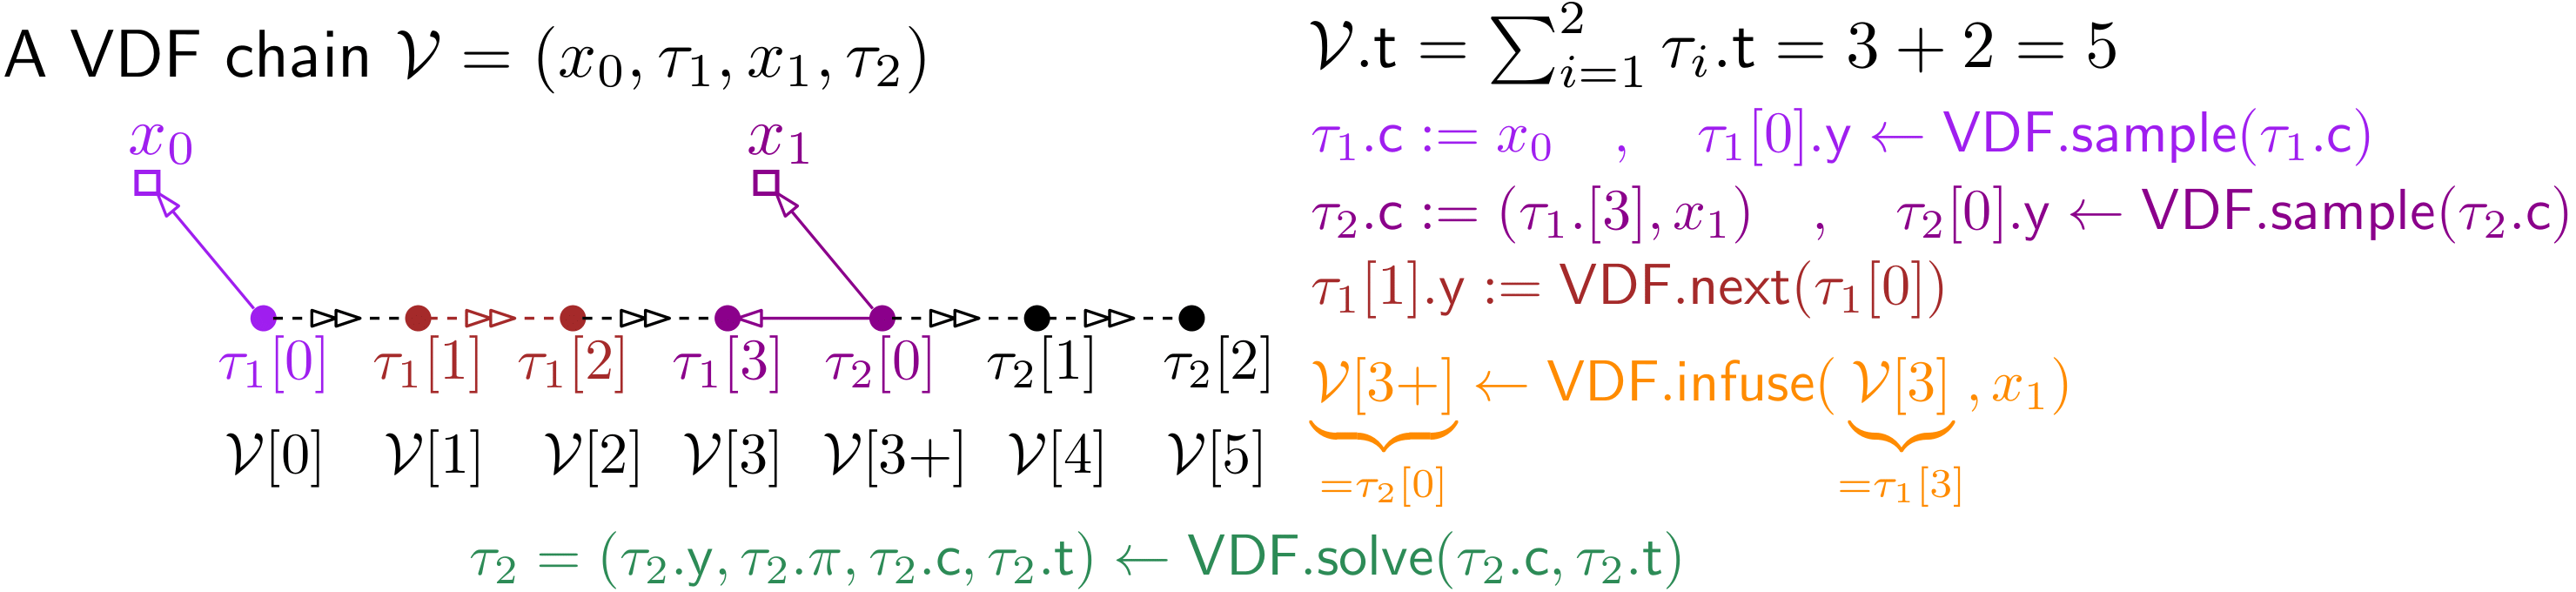 A VDF chain 𝒱 = (x₀, τ₁, x₁, τ₂)
x₀ x₁
τ₁[0] τ₁[1] τ₁[2] τ₁[3] τ₂[0] τ₂[1] τ₂[2]
𝒱[0] 𝒱[1] 𝒱[2] 𝒱[3] 𝒱[3+] 𝒱[4] 𝒱[5]
𝒱.t = ∑²ᵢ₌₁ τᵢ.t = 3 + 2 = 5
τ₁.c := x₀ , τ₁[0].y ← VDF.sample(τ₁.c)
τ₂.c := (τ₁.[3], x₁) , τ₂[0].y ← VDF.sample(τ₂.c)
τ₁[1].y := VDF.next(τ₁[0])
𝒱[3+] ← VDF.infuse( 𝒱[3] , x₁)
=τ₂[0] =τ₁[3]
τ₂ = (τ₂.y, τ₂.π, τ₂.c, τ₂.t) ← VDF.solve(τ₂.c, τ₂.t)